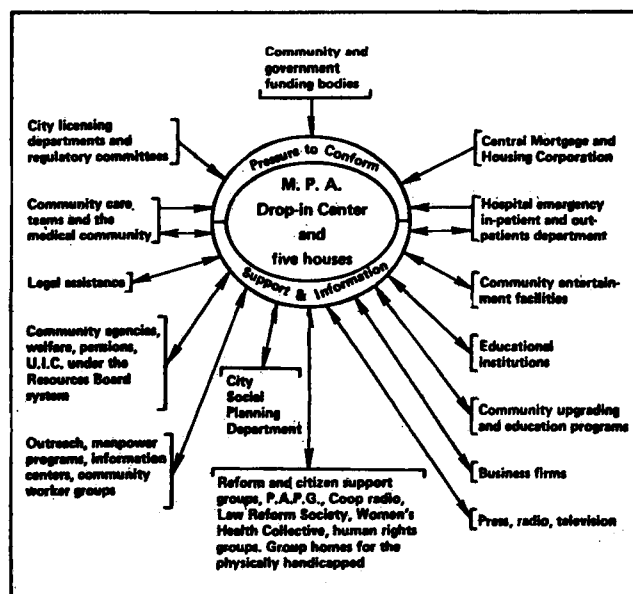 Community and
government
funding bodies
City licensing
departments and
regulatory committees
Pressure to Conform
Central Mortgage and
Housing Corporation
M. P. A.
Drop-in Center
and
five houses
Community care
teams and the
medical community
Hospital emergency
in-patient and out-
patients department
Support & Information
Legal assistance
Community entertain-
ment facilities
Community agencies,
welfare, pensions,
U.I.C. under the
Resources Board
system
Educational
institutions
City
Social
Planning
Department
Community upgrading
and education programs
Outreach, manpower
programs, information
centers, community
worker groups
Business firms
Reform and citizen support
groups, P.A.P.G., Coop radio,
Law Reform Society, Women's
Health Collective, human rights
groups. Group homes for the
physically handicapped
Press, radio, television